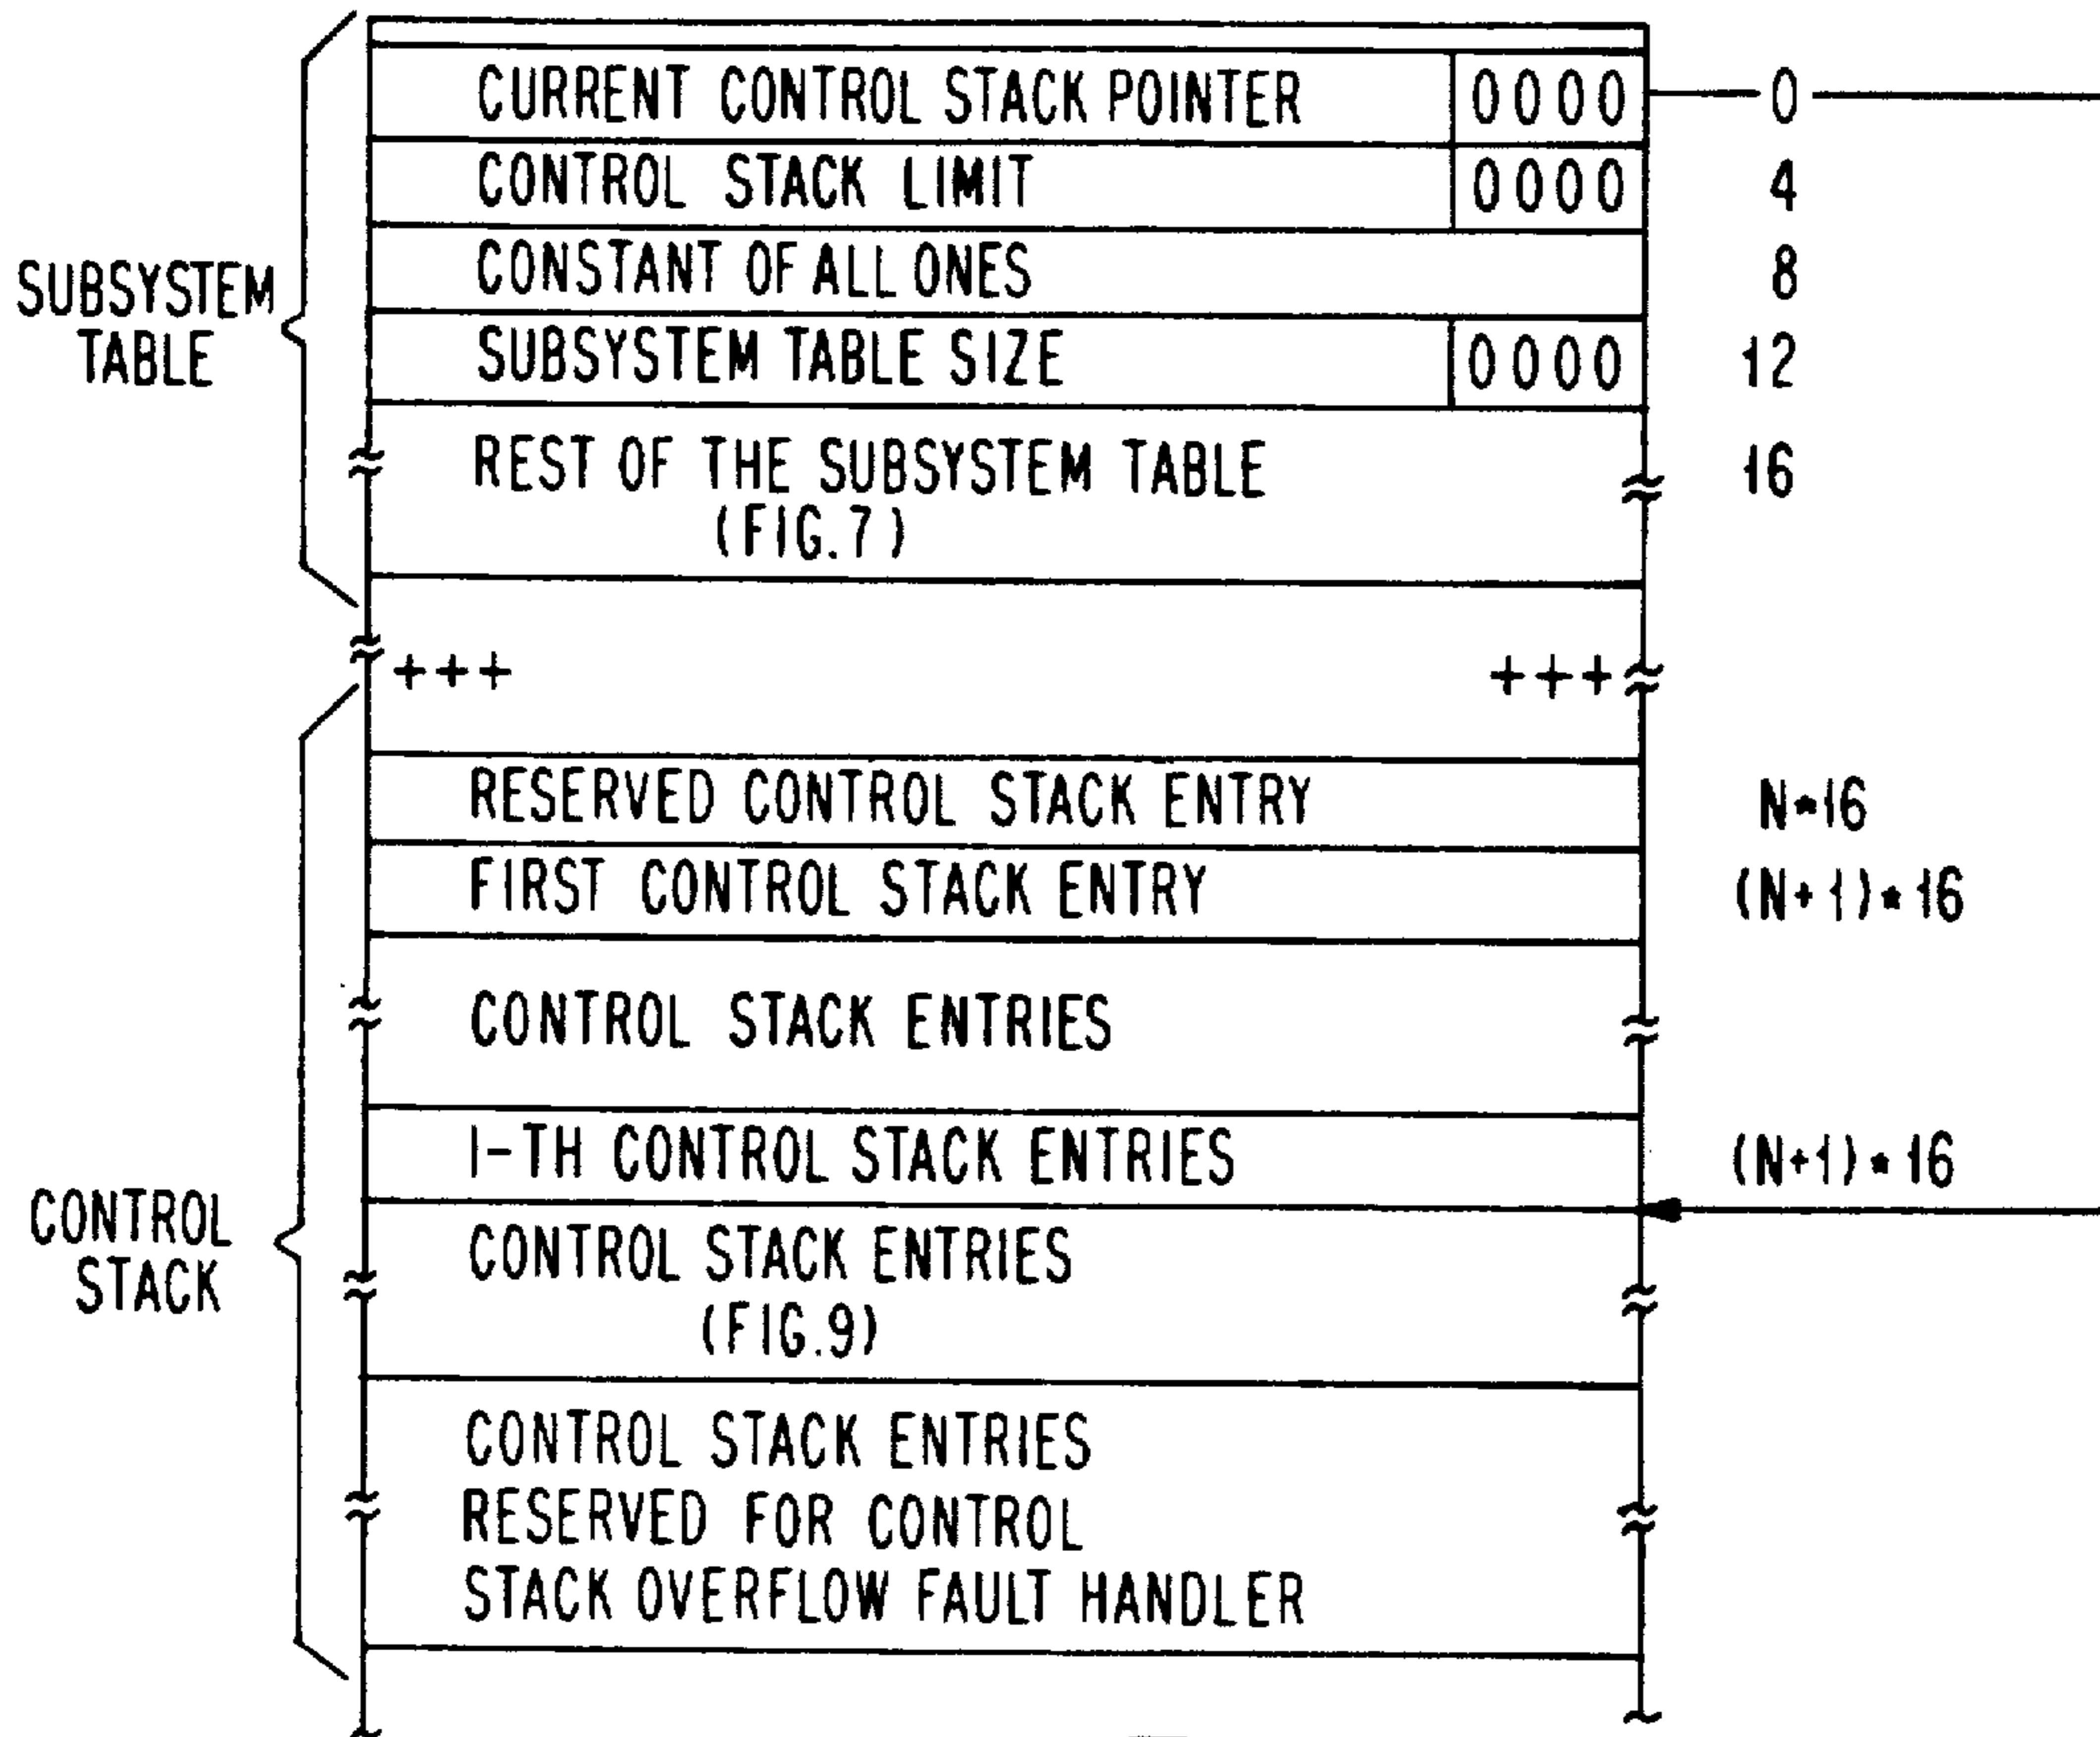 CURRENT CONTROL STACK POINTER 0000 0
CONTROL STACK LIMIT 0000 4
CONSTANT OF ALL ONES 8
SUBSYSTEM TABLE SIZE 0000 12
SUBSYSTEM
TABLE
REST OF THE SUBSYSTEM TABLE 16
(FIG.7)
+++ +++
RESERVED CONTROL STACK ENTRY N*16
FIRST CONTROL STACK ENTRY (N+1)*16
CONTROL STACK ENTRIES
I-TH CONTROL STACK ENTRIES (N+1)*16
CONTROL
STACK
CONTROL STACK ENTRIES
(FIG.9)
CONTROL STACK ENTRIES
RESERVED FOR CONTROL
STACK OVERFLOW FAULT HANDLER